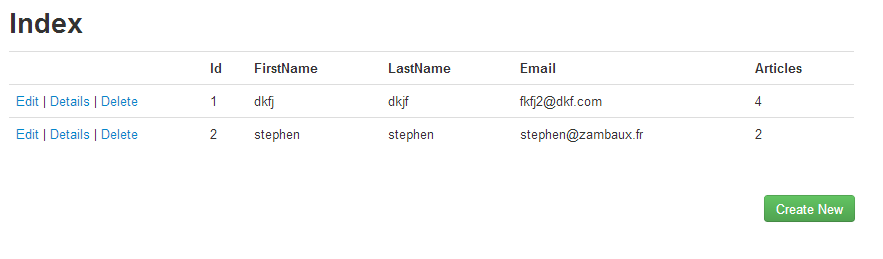 Index
Id FirstName LastName Email Articles
Edit | Details | Delete 1 dkfj dkjf fkfj2@dkf.com 4
Edit | Details | Delete 2 stephen stephen stephen@zambaux.fr 2
Create New